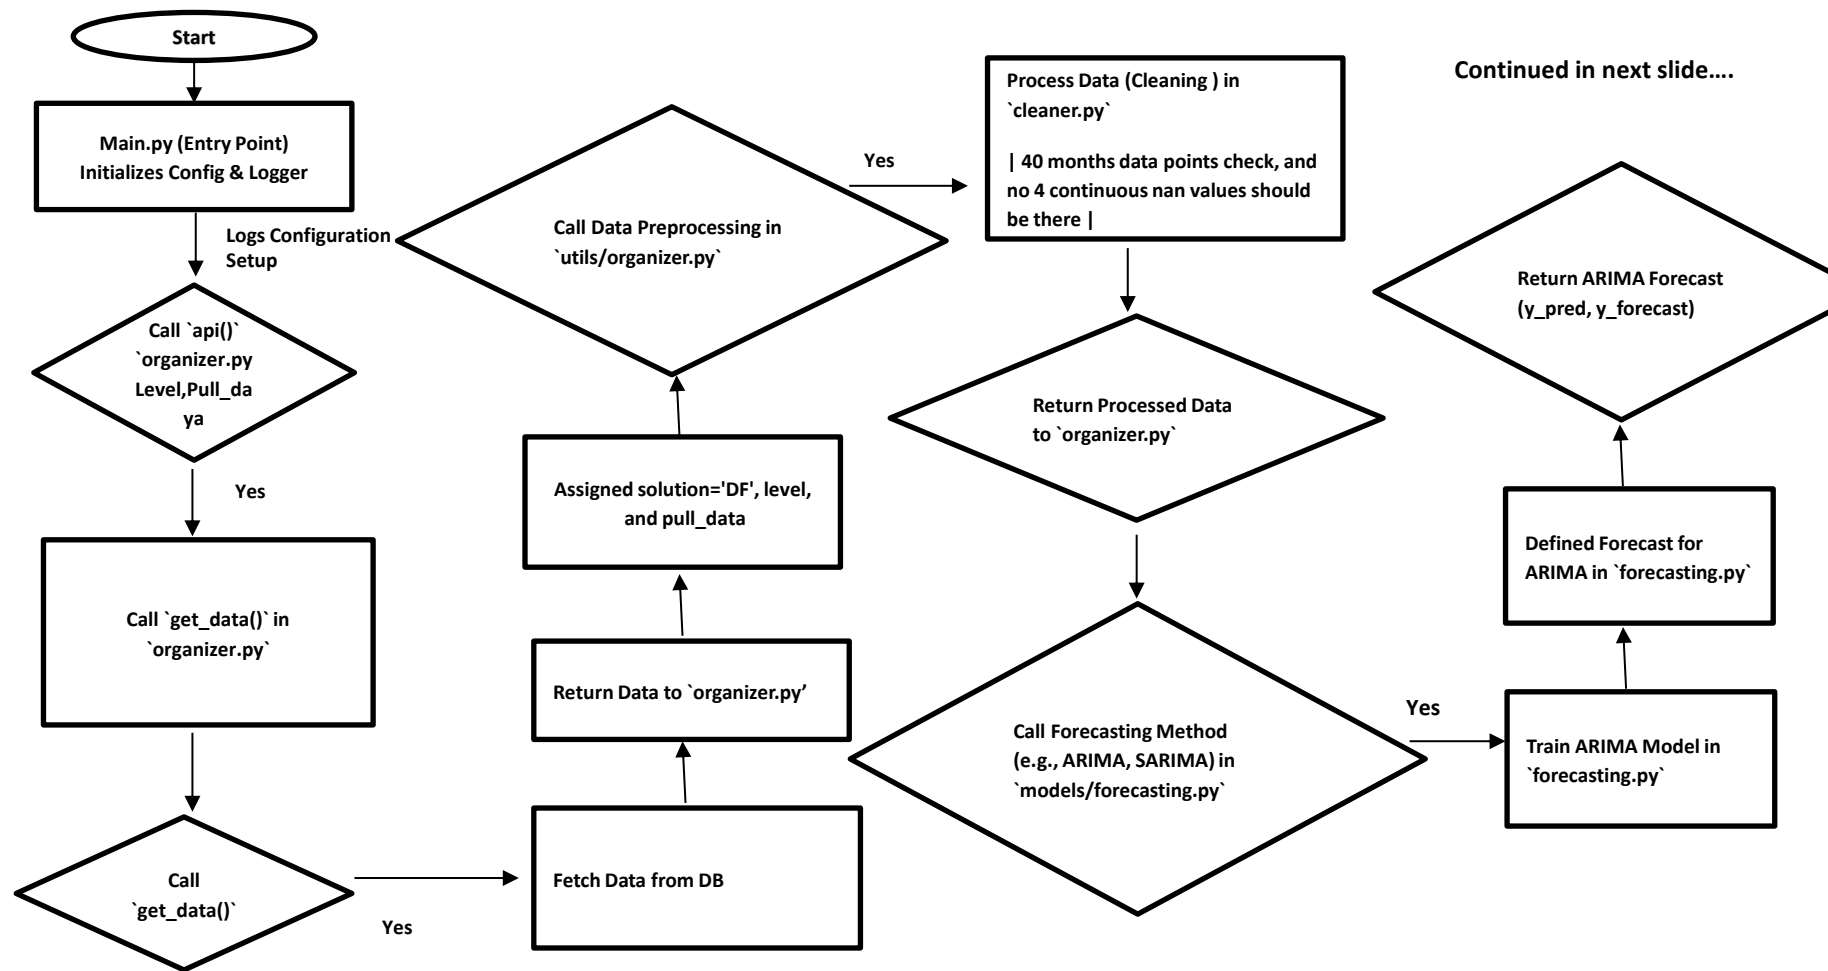 Start
Main.py (Entry Point)
Initializes Config & Logger
Logs Configuration
Setup
Call `api()`
`organizer.py
Level,Pull_da
ya
Yes
Call `get_data()` in
`organizer.py`
Call
`get_data()`
Yes
Fetch Data from DB
Return Data to `organizer.py’
Assigned solution='DF', level,
and pull_data
Call Data Preprocessing in
`utils/organizer.py`
Yes
Process Data (Cleaning ) in
`cleaner.py`
| 40 months data points check, and
no 4 continuous nan values should
be there |
Return Processed Data
to `organizer.py`
Call Forecasting Method
(e.g., ARIMA, SARIMA) in
`models/forecasting.py`
Yes
Train ARIMA Model in
`forecasting.py`
Defined Forecast for
ARIMA in `forecasting.py`
Return ARIMA Forecast
(y_pred, y_forecast)
Continued in next slide….